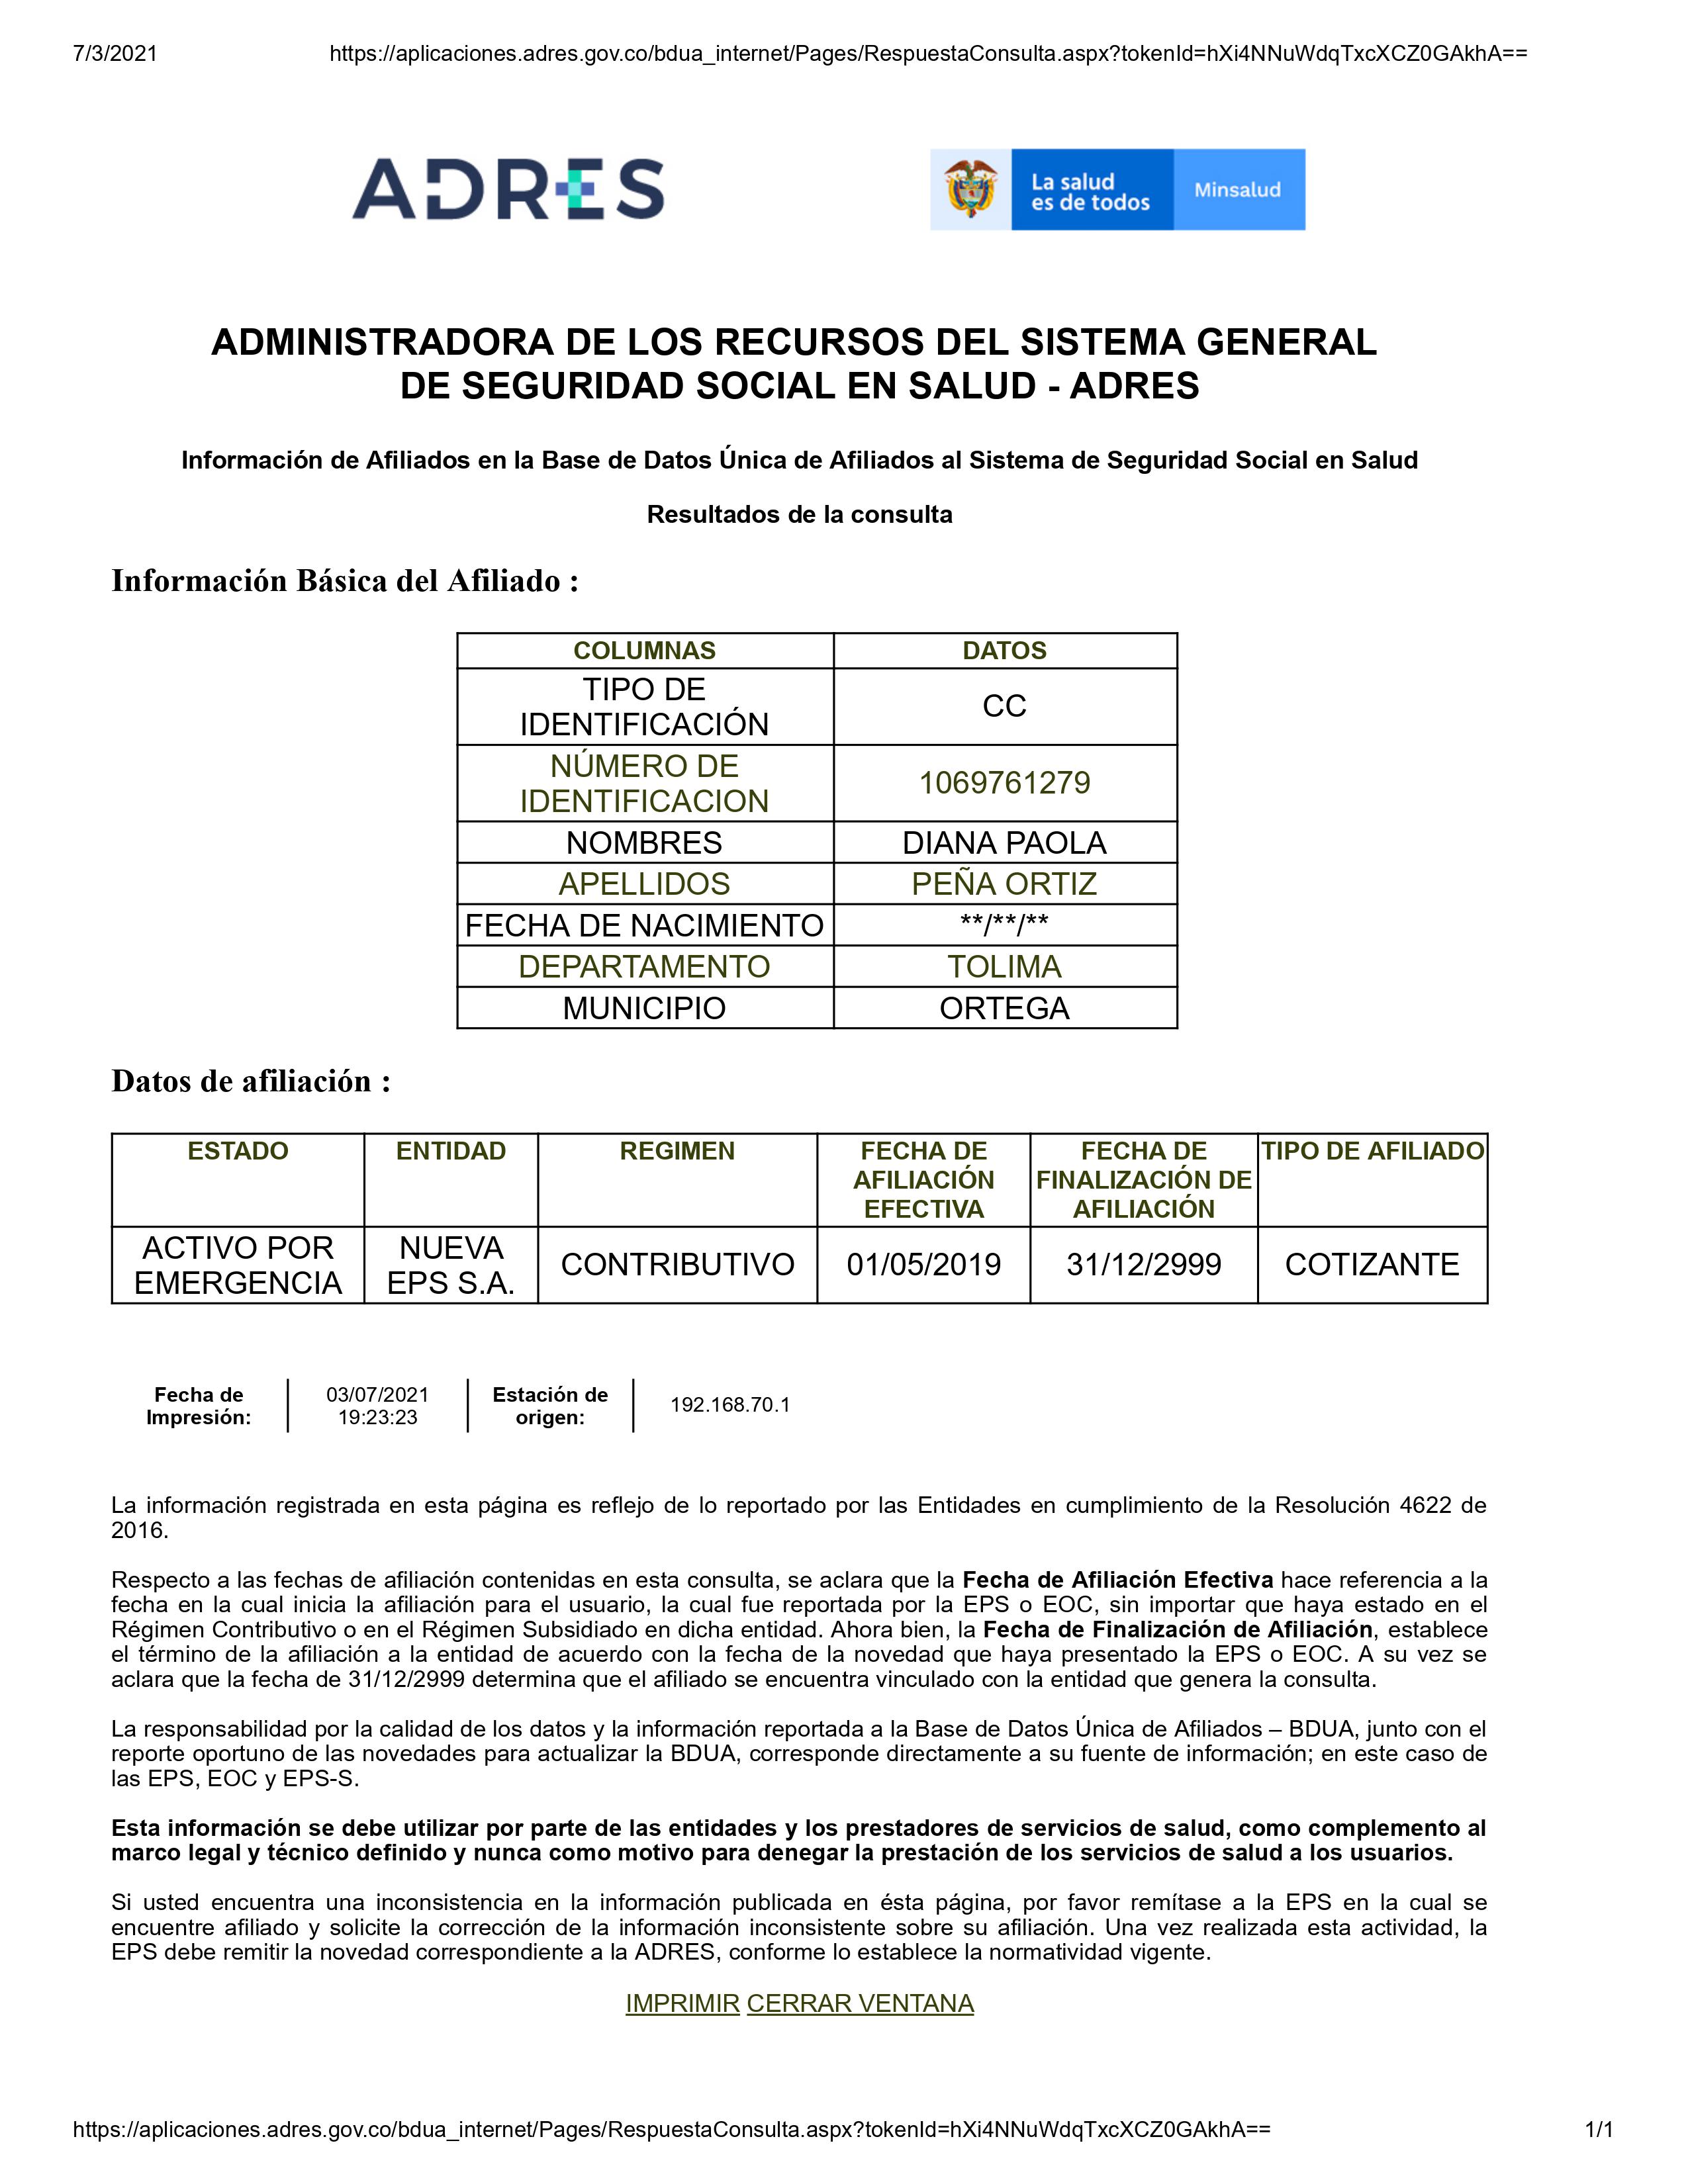 7/3/2021 https://aplicaciones.adres.gov.co/bdua_internet/Pages/RespuestaConsulta.aspx?tokenId=hXi4NNuWdqTxcXCZ0GAkhA==
ADRES
La salud
es de todos
Minsalud
ADMINISTRADORA DE LOS RECURSOS DEL SISTEMA GENERAL
DE SEGURIDAD SOCIAL EN SALUD - ADRES
Información de Afiliados en la Base de Datos Única de Afiliados al Sistema de Seguridad Social en Salud
Resultados de la consulta
Información Básica del Afiliado :
COLUMNAS DATOS
TIPO DE
IDENTIFICACIÓN
CC
NÚMERO DE
IDENTIFICACION
1069761279
NOMBRES DIANA PAOLA
APELLIDOS PEÑA ORTIZ
FECHA DE NACIMIENTO **/**/**
DEPARTAMENTO TOLIMA
MUNICIPIO ORTEGA
Datos de afiliación :
ESTADO
ENTIDAD
REGIMEN
FECHA DE
AFILIACIÓN
EFECTIVA
FECHA DE
FINALIZACIÓN DE
AFILIACIÓN
TIPO DE AFILIADO
ACTIVO POR
EMERGENCIA
NUEVA
EPS S.A.
CONTRIBUTIVO
01/05/2019
31/12/2999
COTIZANTE
Fecha de
Impresión:
03/07/2021
19:23:23
Estación de
origen:
192.168.70.1
La información registrada en esta página es reflejo de lo reportado por las Entidades en cumplimiento de la Resolución 4622 de
2016.
Respecto a las fechas de afiliación contenidas en esta consulta, se aclara que la Fecha de Afiliación Efectiva hace referencia a la
fecha en la cual inicia la afiliación para el usuario, la cual fue reportada por la EPS o EOC, sin importar que haya estado en el
Régimen Contributivo o en el Régimen Subsidiado en dicha entidad. Ahora bien, la Fecha de Finalización de Afiliación, establece
el término de la afiliación a la entidad de acuerdo con la fecha de la novedad que haya presentado la EPS o EOC. A su vez se
aclara que la fecha de 31/12/2999 determina que el afiliado se encuentra vinculado con la entidad que genera la consulta.
La responsabilidad por la calidad de los datos y la información reportada a la Base de Datos Única de Afiliados – BDUA, junto con el
reporte oportuno de las novedades para actualizar la BDUA, corresponde directamente a su fuente de información; en este caso de
las EPS, EOC y EPS-S.
Esta información se debe utilizar por parte de las entidades y los prestadores de servicios de salud, como complemento al
marco legal y técnico definido y nunca como motivo para denegar la prestación de los servicios de salud a los usuarios.
Si usted encuentra una inconsistencia en la información publicada en ésta página, por favor remítase a la EPS en la cual se
encuentre afiliado y solicite la corrección de la información inconsistente sobre su afiliación. Una vez realizada esta actividad, la
EPS debe remitir la novedad correspondiente a la ADRES, conforme lo establece la normatividad vigente.
IMPRIMIR CERRAR VENTANA
https://aplicaciones.adres.gov.co/bdua_internet/Pages/RespuestaConsulta.aspx?tokenId=hXi4NNuWdqTxcXCZ0GAkhA== 1/1